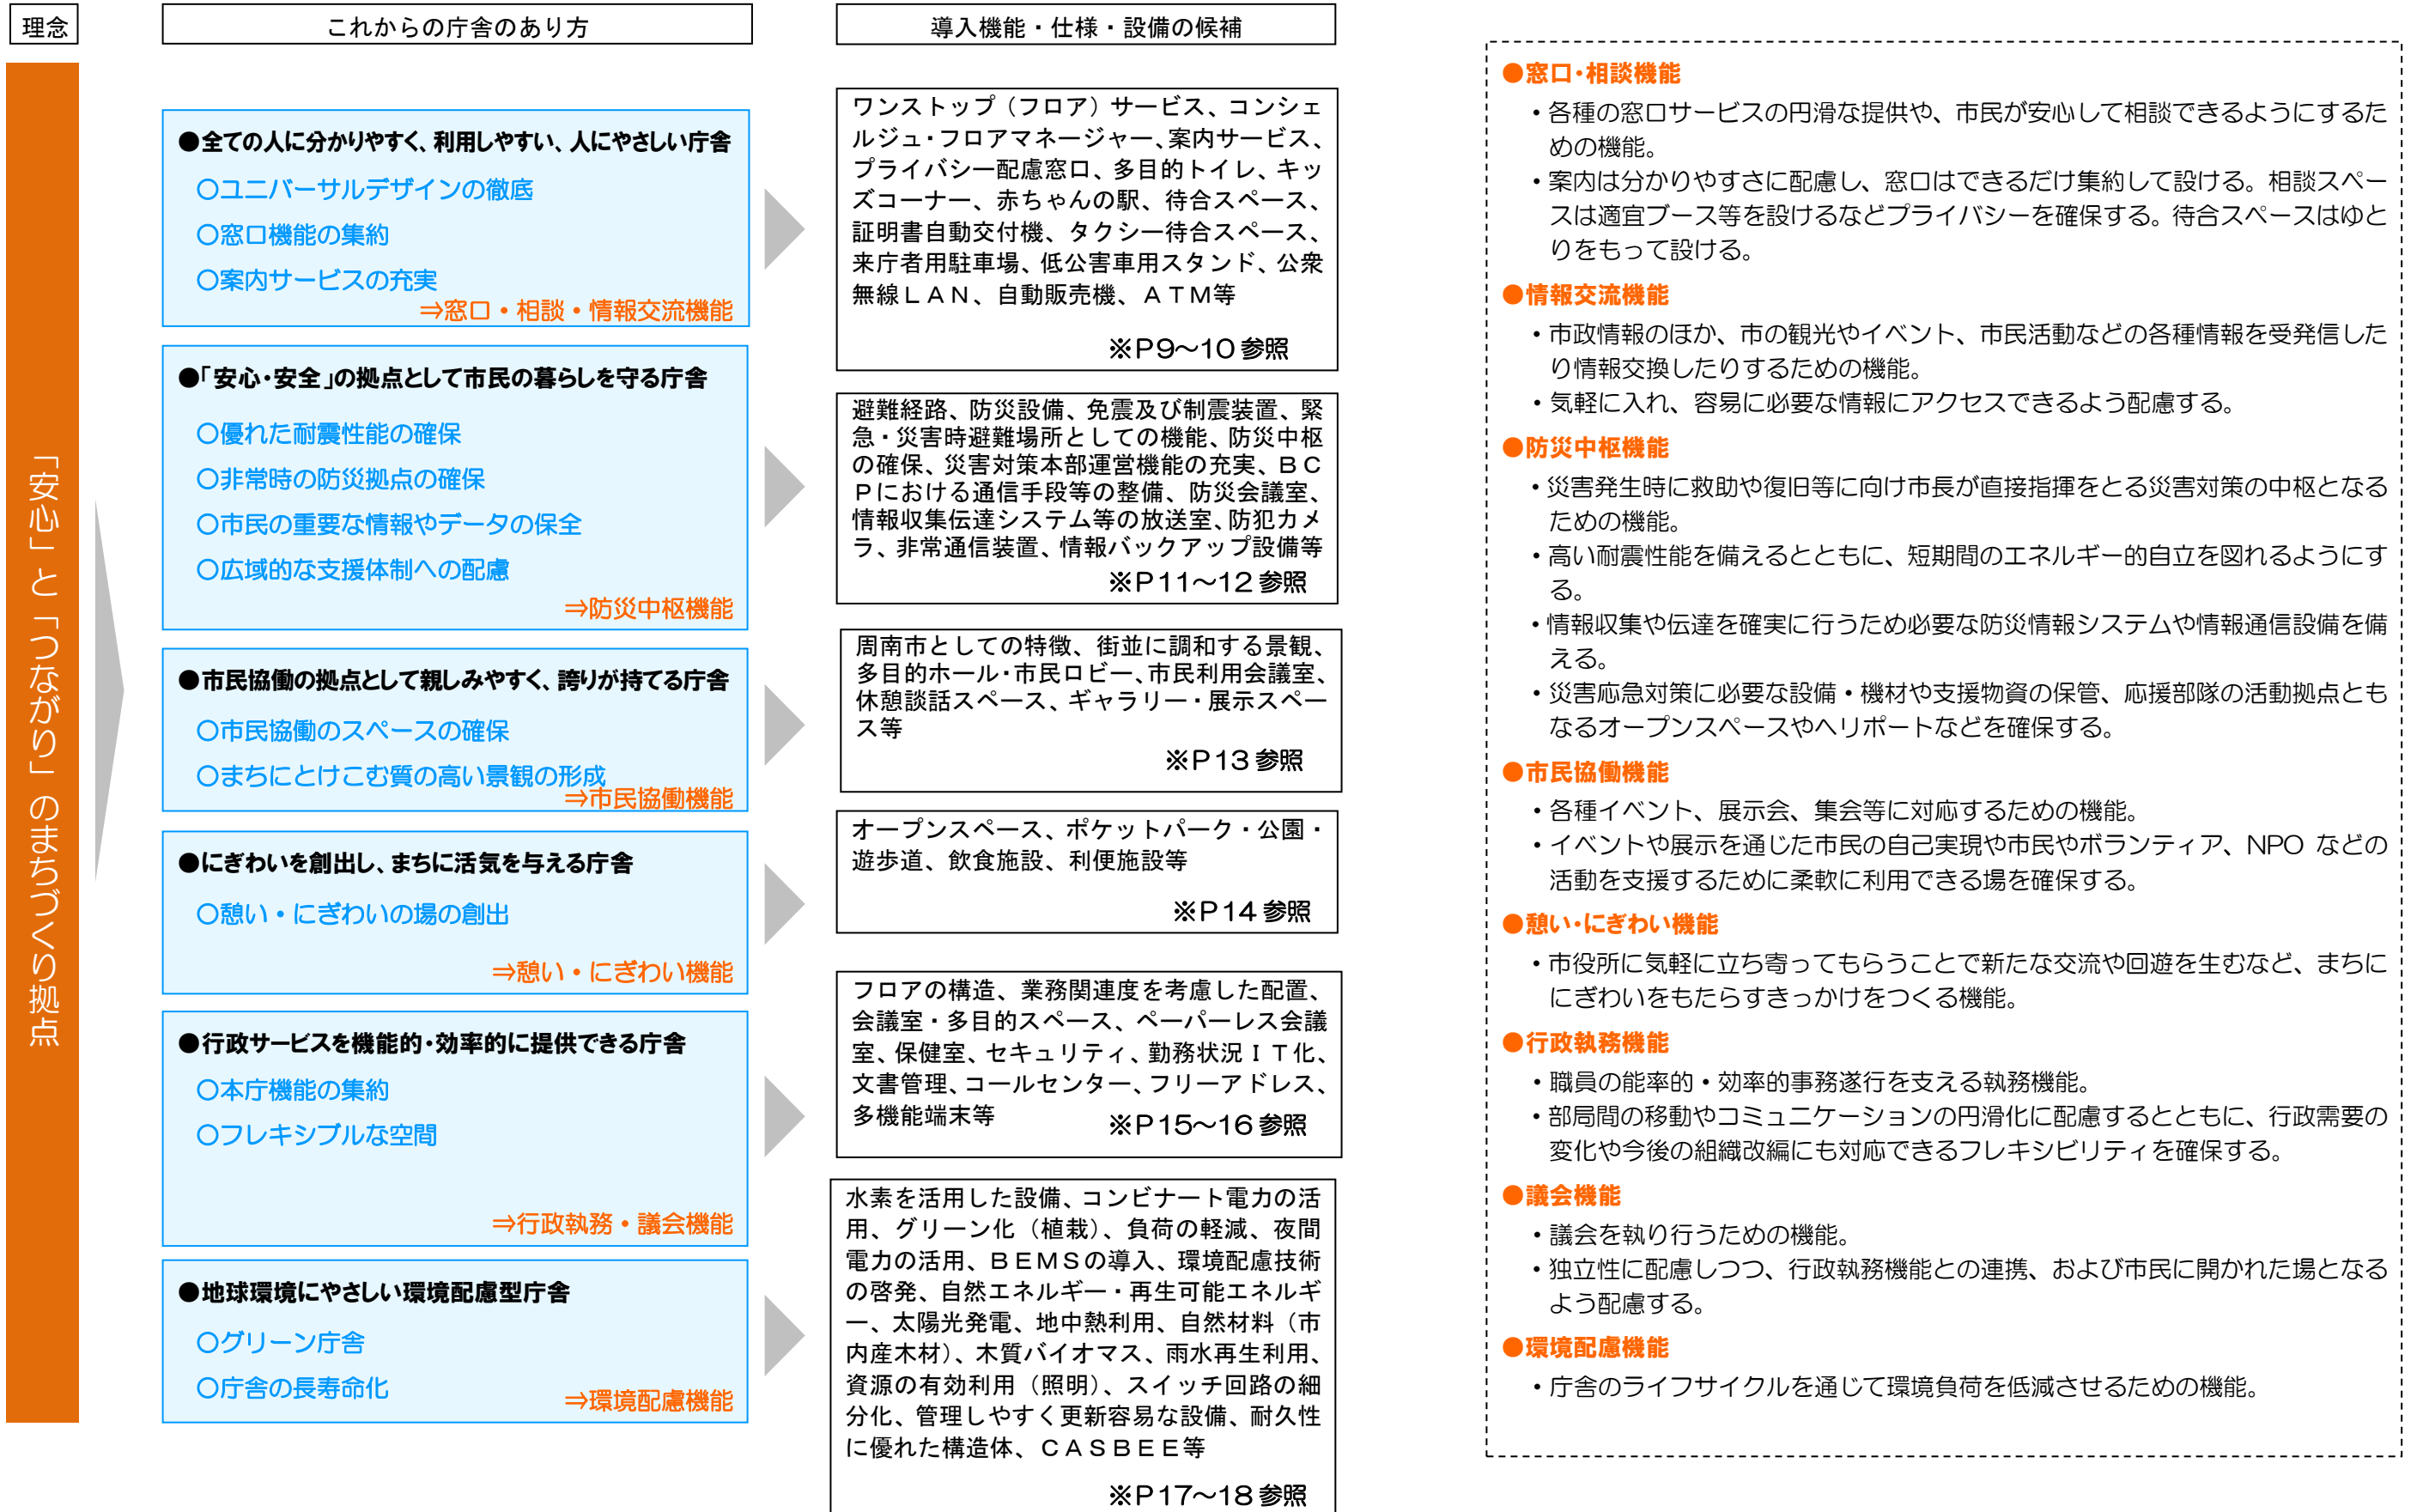 理念
これからの庁舎のあり方
導入機能・仕様・設備の候補
「安心」と「つながり」のまちづくり拠点
●全ての人に分かりやすく、利用しやすい、人にやさしい庁舎
〇ユニバーサルデザインの徹底
〇窓口機能の集約
〇案内サービスの充実
⇒窓口・相談・情報交流機能
●「安心・安全」の拠点として市民の暮らしを守る庁舎
〇優れた耐震性能の確保
〇非常時の防災拠点の確保
〇市民の重要な情報やデータの保全
〇広域的な支援体制への配慮
⇒防災中枢機能
●市民協働の拠点として親しみやすく、誇りが持てる庁舎
〇市民協働のスペースの確保
〇まちにとけこむ質の高い景観の形成
⇒市民協働機能
●にぎわいを創出し、まちに活気を与える庁舎
〇憩い・にぎわいの場の創出
⇒憩い・にぎわい機能
●行政サービスを機能的・効率的に提供できる庁舎
〇本庁機能の集約
〇フレキシブルな空間
⇒行政執務・議会機能
●地球環境にやさしい環境配慮型庁舎
〇グリーン庁舎
〇庁舎の長寿命化
⇒環境配慮機能
ワンストップ（フロア）サービス、コンシェ
ルジュ・フロアマネージャー、案内サービス、
プライバシー配慮窓口、多目的トイレ、キッ
ズコーナー、赤ちゃんの駅、待合スペース、
証明書自動交付機、タクシー待合スペース、
来庁者用駐車場、低公害車用スタンド、公衆
無線ＬＡＮ、自動販売機、ＡＴＭ等
※P9～10 参照
避難経路、防災設備、免震及び制震装置、緊
急・災害時避難場所としての機能、防災中枢
の確保、災害対策本部運営機能の充実、ＢＣ
Ｐにおける通信手段等の整備、防災会議室、
情報収集伝達システム等の放送室、防犯カメ
ラ、非常通信装置、情報バックアップ設備等
※P11～12 参照
周南市としての特徴、街並に調和する景観、
多目的ホール・市民ロビー、市民利用会議室、
休憩談話スペース、ギャラリー・展示スペー
ス等
※P13 参照
オープンスペース、ポケットパーク・公園・
遊歩道、飲食施設、利便施設等
※P14 参照
フロアの構造、業務関連度を考慮した配置、
会議室・多目的スペース、ペーパーレス会議
室、保健室、セキュリティ、勤務状況ＩＴ化、
文書管理、コールセンター、フリーアドレス、
多機能端末等
※P15～16 参照
水素を活用した設備、コンビナート電力の活
用、グリーン化（植栽）、負荷の軽減、夜間
電力の活用、ＢＥＭＳの導入、環境配慮技術
の啓発、自然エネルギー・再生可能エネルギ
ー、太陽光発電、地中熱利用、自然材料（市
内産木材）、木質バイオマス、雨水再生利用、
資源の有効利用（照明）、スイッチ回路の細
分化、管理しやすく更新容易な設備、耐久性
に優れた構造体、ＣＡＳＢＥＥ等
※P17～18 参照
●窓口・相談機能
・各種の窓口サービスの円滑な提供や、市民が安心して相談できるようにするた
めの機能。
・案内は分かりやすさに配慮し、窓口はできるだけ集約して設ける。相談スペー
スは適宜ブース等を設けるなどプライバシーを確保する。待合スペースはゆと
りをもって設ける。
●情報交流機能
・市政情報のほか、市の観光やイベント、市民活動などの各種情報を受発信した
り情報交換したりするための機能。
・気軽に入れ、容易に必要な情報にアクセスできるよう配慮する。
●防災中枢機能
・災害発生時に救助や復旧等に向け市長が直接指揮をとる災害対策の中枢となる
ための機能。
・高い耐震性能を備えるとともに、短期間のエネルギー的自立を図れるようにす
る。
・情報収集や伝達を確実に行うため必要な防災情報システムや情報通信設備を備
える。
・災害応急対策に必要な設備・機材や支援物資の保管、応援部隊の活動拠点とも
なるオープンスペースやヘリポートなどを確保する。
●市民協働機能
・各種イベント、展示会、集会等に対応するための機能。
・イベントや展示を通じた市民の自己実現や市民やボランティア、NPO などの
活動を支援するために柔軟に利用できる場を確保する。
●憩い・にぎわい機能
・市役所に気軽に立ち寄ってもらうことで新たな交流や回遊を生むなど、まちに
にぎわいをもたらすきっかけをつくる機能。
●行政執務機能
・職員の能率的・効率的事務遂行を支える執務機能。
・部局間の移動やコミュニケーションの円滑化に配慮するとともに、行政需要の
変化や今後の組織改編にも対応できるフレキシビリティを確保する。
●議会機能
・議会を執り行うための機能。
・独立性に配慮しつつ、行政執務機能との連携、および市民に開かれた場となる
よう配慮する。
●環境配慮機能
・庁舎のライフサイクルを通じて環境負荷を低減させるための機能。